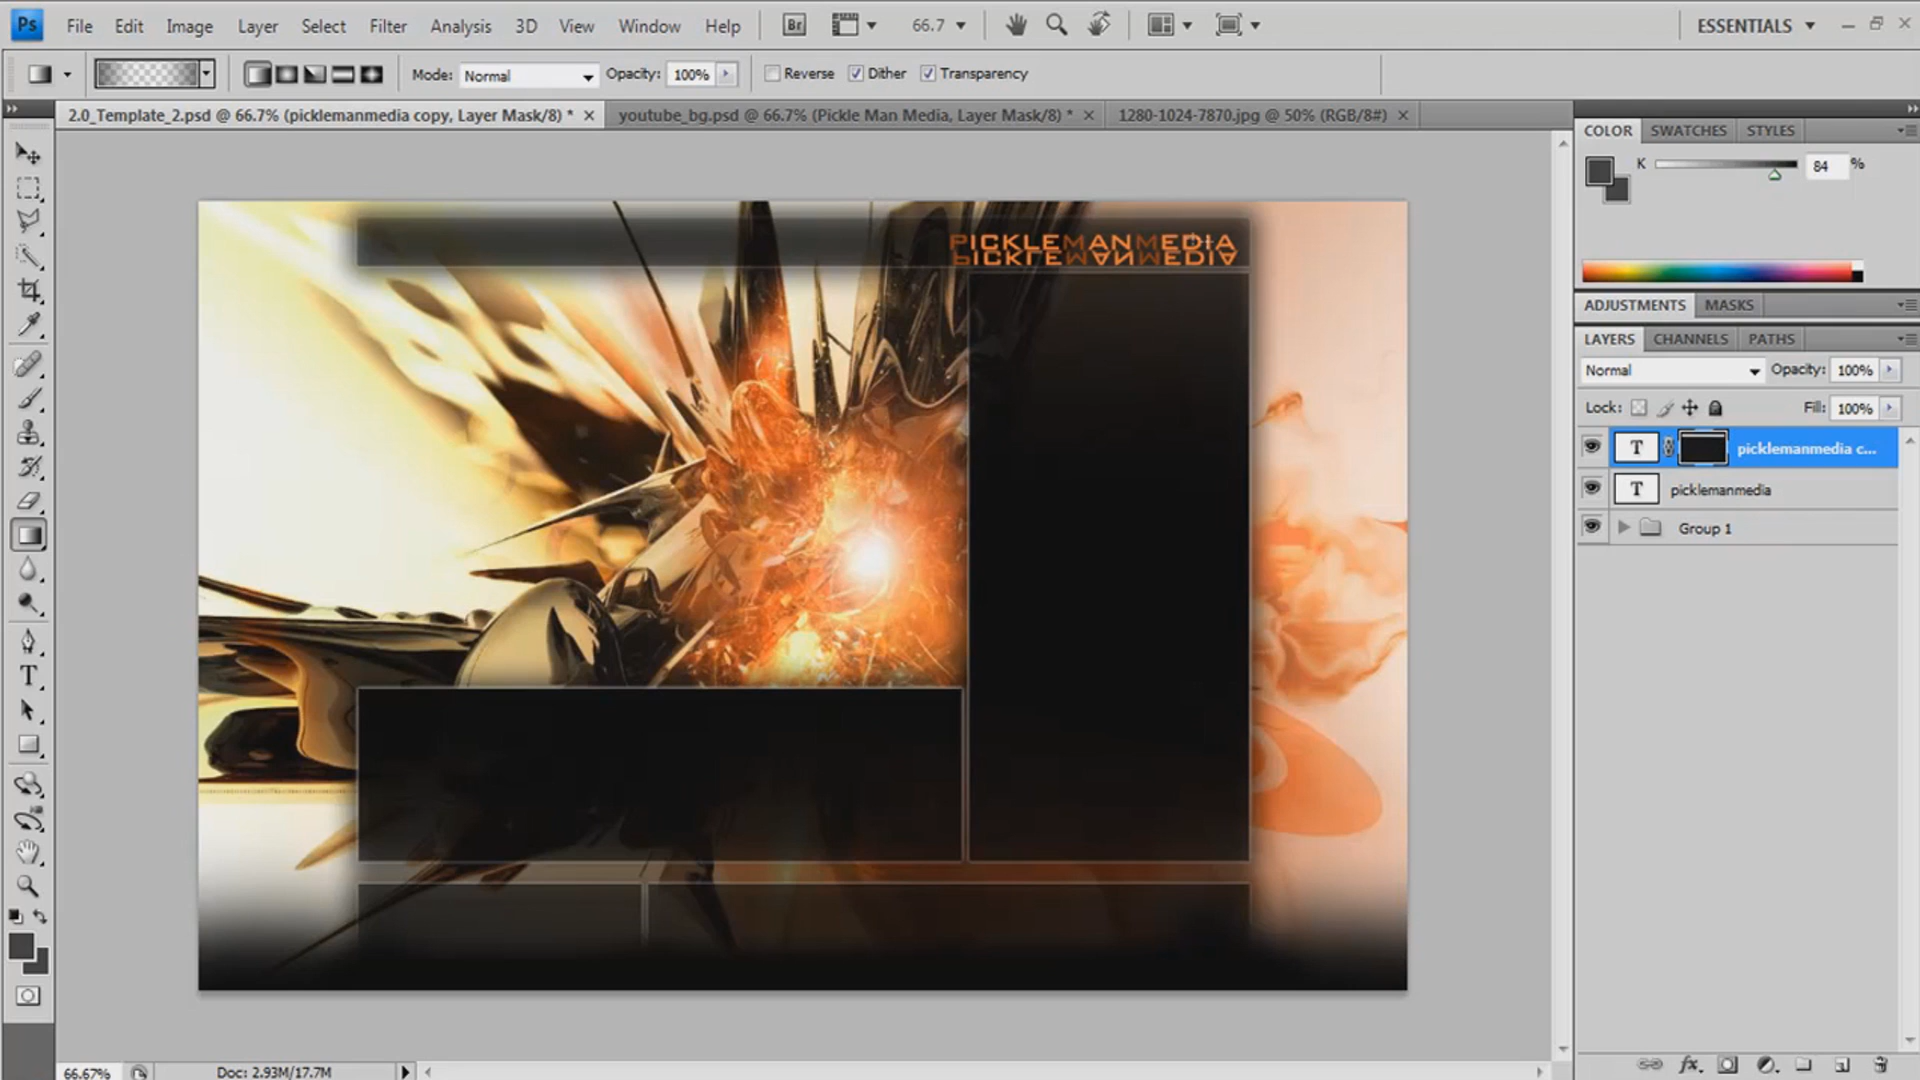 Ps File Edit Image Layer Select Filter Analysis 3D View Window Help Br 66.7 ESSENTIALS
Mode: Normal Opacity: 100% Reverse Dither Transparency
2.0_Template_2.psd @ 66.7% (picklemanmedia copy, Layer Mask/8) * youtube_bg.psd @ 66.7% (Pickle Man Media, Layer Mask/8) * 1280-1024-7870.jpg @ 50% (RGB/8#)
COLOR SWATCHES STYLES
K 84 %
PICKLEMANMEDIA
PICKLEMANMEDIA
ADJUSTMENTS MASKS
LAYERS CHANNELS PATHS
Normal Opacity: 100%
Lock: Fill: 100%
T picklemanmedia c...
T picklemanmedia
Group 1
T
fx.
66.67% Doc: 2.93M/17.7M